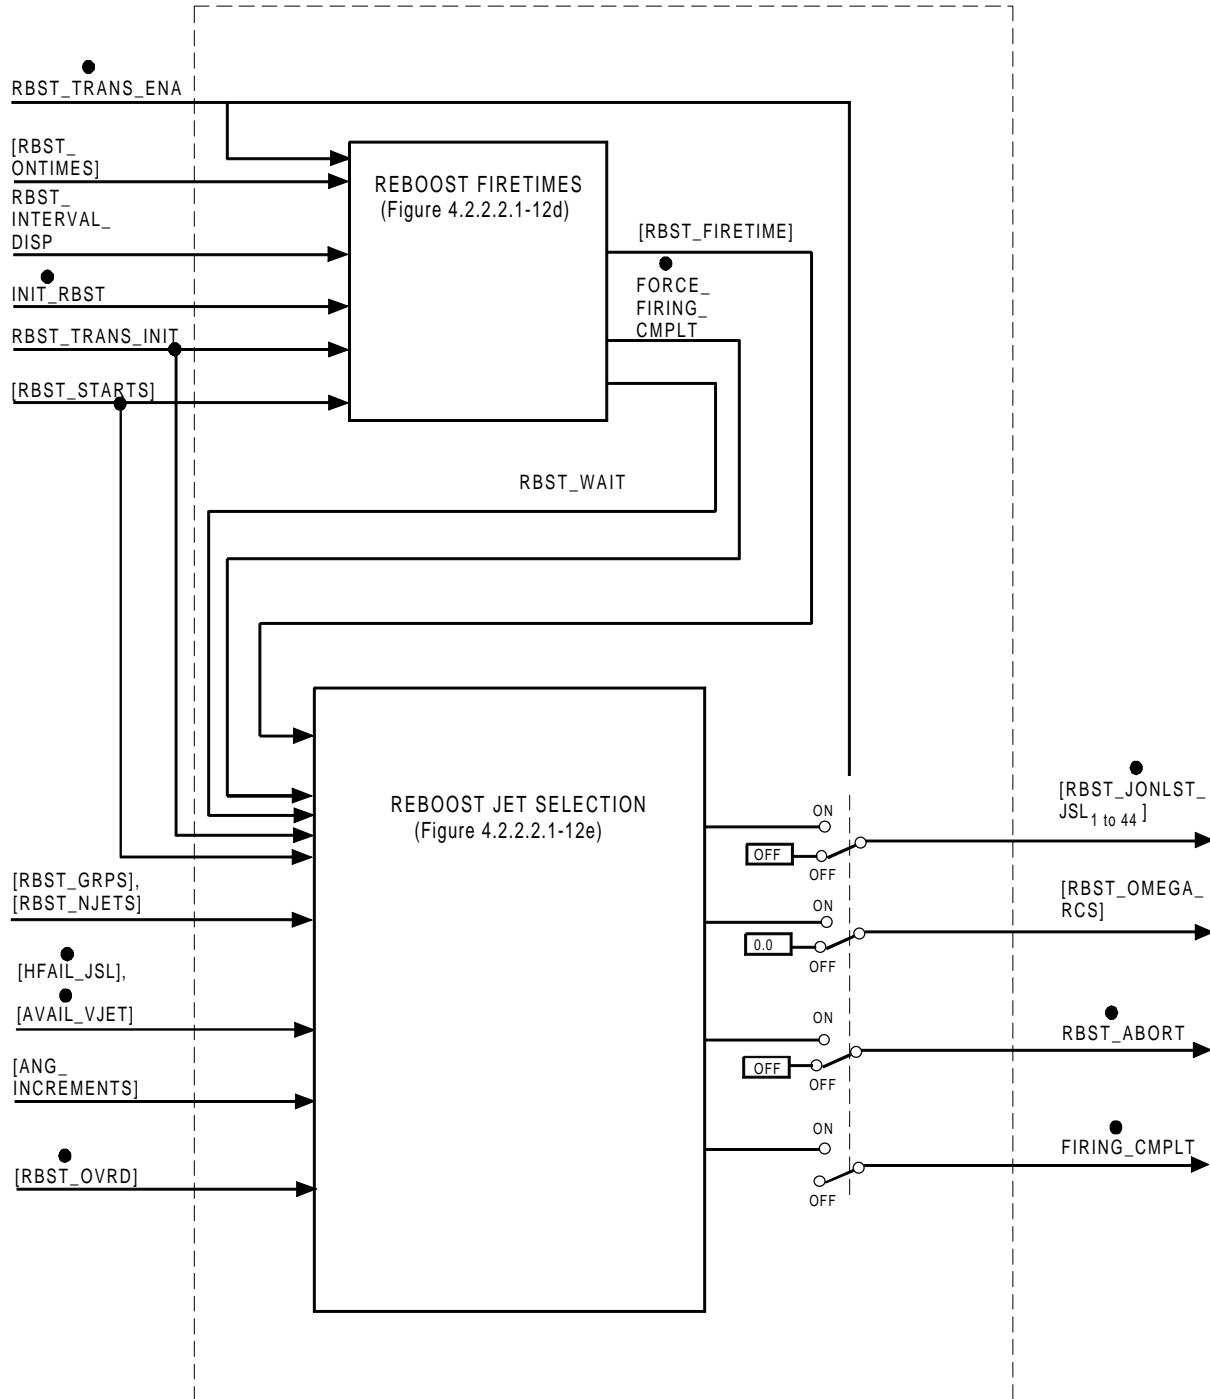 RBST_TRANS_ENA
[RBST_
ONTIMES]
RBST_
INTERVAL_
DISP
INIT_RBST
RBST_TRANS_INIT
[RBST_STARTS]
REBOOST FIRETIMES
(Figure 4.2.2.2.1-12d)
[RBST_FIRETIME]
FORCE_
FIRING_
CMPLT
RBST_WAIT
REBOOST JET SELECTION
(Figure 4.2.2.2.1-12e)
[RBST_GRPS],
[RBST_NJETS]
[HFAIL_JSL],
[AVAIL_VJET]
[ANG_
INCREMENTS]
[RBST_OVRD]
ON
OFF
OFF
[RBST_JONLST_
JSL1 to 44 ]
ON
0.0
OFF
[RBST_OMEGA_
RCS]
ON
OFF
OFF
RBST_ABORT
ON
OFF
FIRING_CMPLT